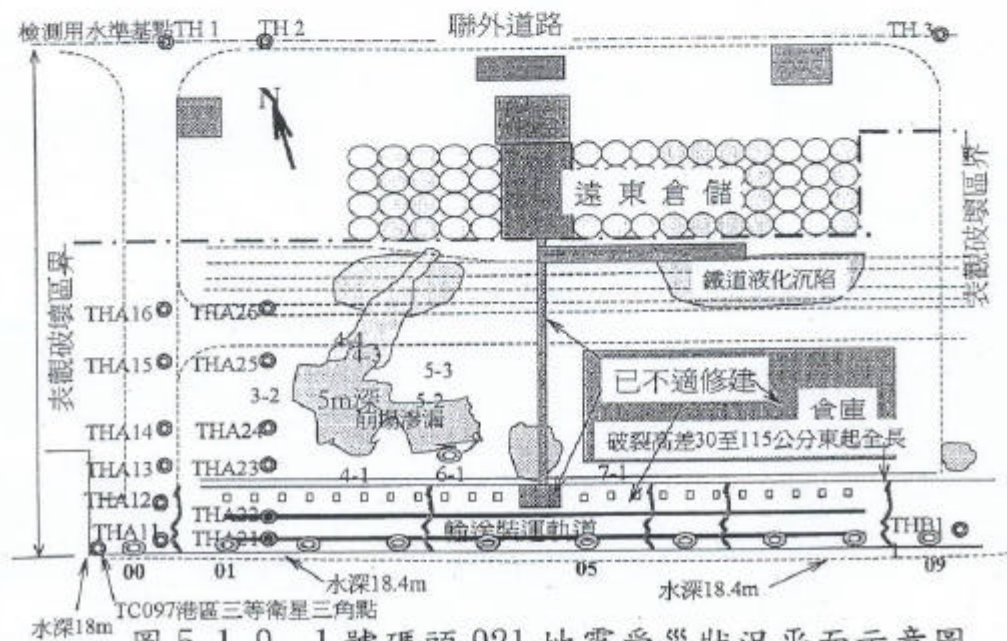 檢測用水準基點TH 1
TH 2
聯外道路
TH 3
N
遠東倉儲
表觀破壞區界
表觀破壞區界
鐵道液化沉陷
THA16
THA26
4-4
THA15
THA25
5-3
已不適修建
3-2
5m深
5-2
倉庫
崩塌滲漏
THA14
THA24
破裂高差30至115公分東起全長
THA13
THA23
4-1
6-1
7-1
THA12
THA22
輸送裝運軌道
THA11
THA21
THB1
00
01
05
09
水深18.4m
水深18.4m
TC097港區三等衛星三角點
水深18m
圖 5.1.9 1 號碼頭 921 地震受災狀況平面示意圖